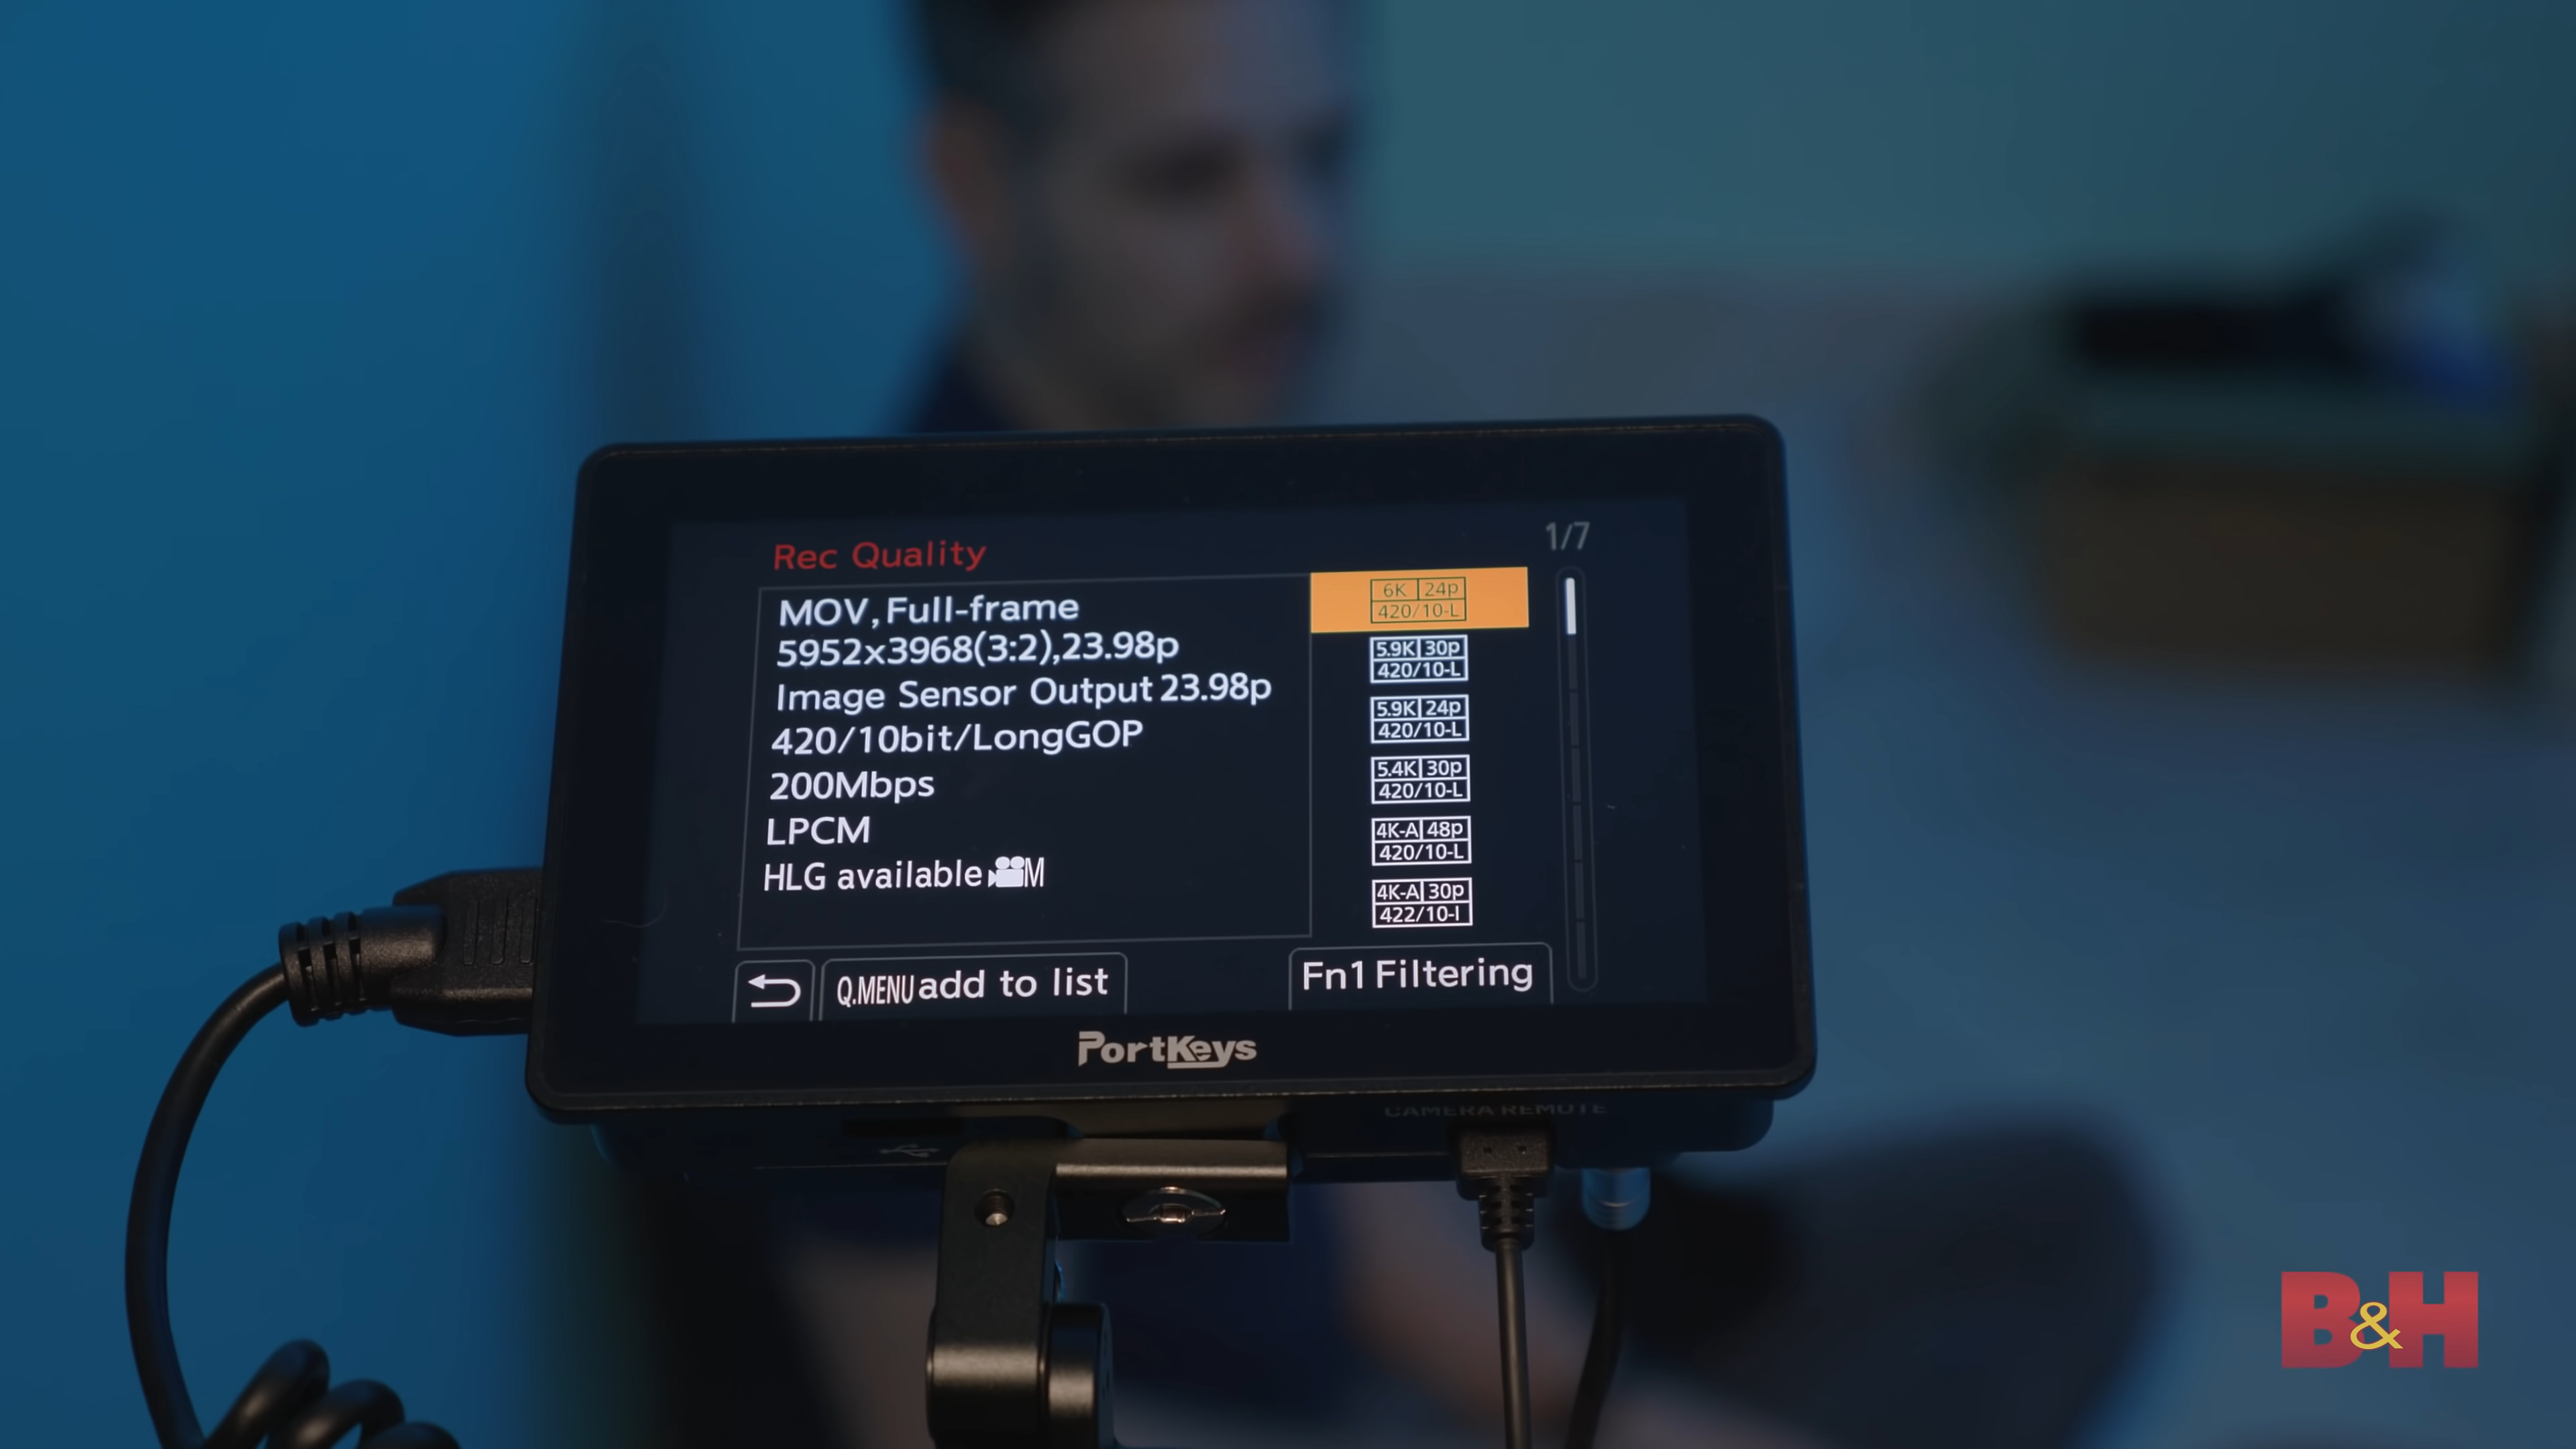 Rec Quality
1/7
MOV, Full-frame
5952x3968(3:2),23.98p
Image Sensor Output 23.98p
420/10bit/LongGOP
200Mbps
LPCM
HLG available M
6K 24p
420/10-L
5.9K 30p
420/10-L
5.9K 24p
420/10-L
5.4K 30p
420/10-L
4K-A 48p
420/10-L
4K-A 30p
422/10-I
Q.MENU add to list
Fn1 Filtering
PortKeys
CAMERA REMOTE
B&H